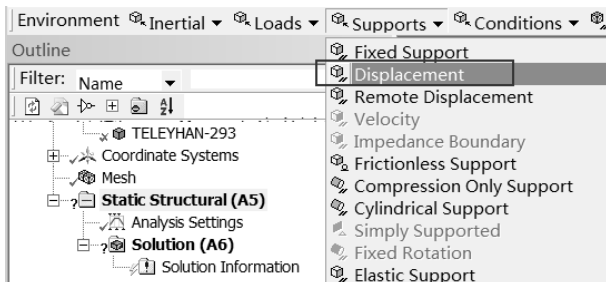 Environment Inertial Loads Supports Conditions
Outline
Filter: Name
TELEYHAN-293
Coordinate Systems
Mesh
Static Structural (A5)
Analysis Settings
Solution (A6)
Solution Information
Fixed Support
Displacement
Remote Displacement
Velocity
Impedance Boundary
Frictionless Support
Compression Only Support
Cylindrical Support
Simply Supported
Fixed Rotation
Elastic Support